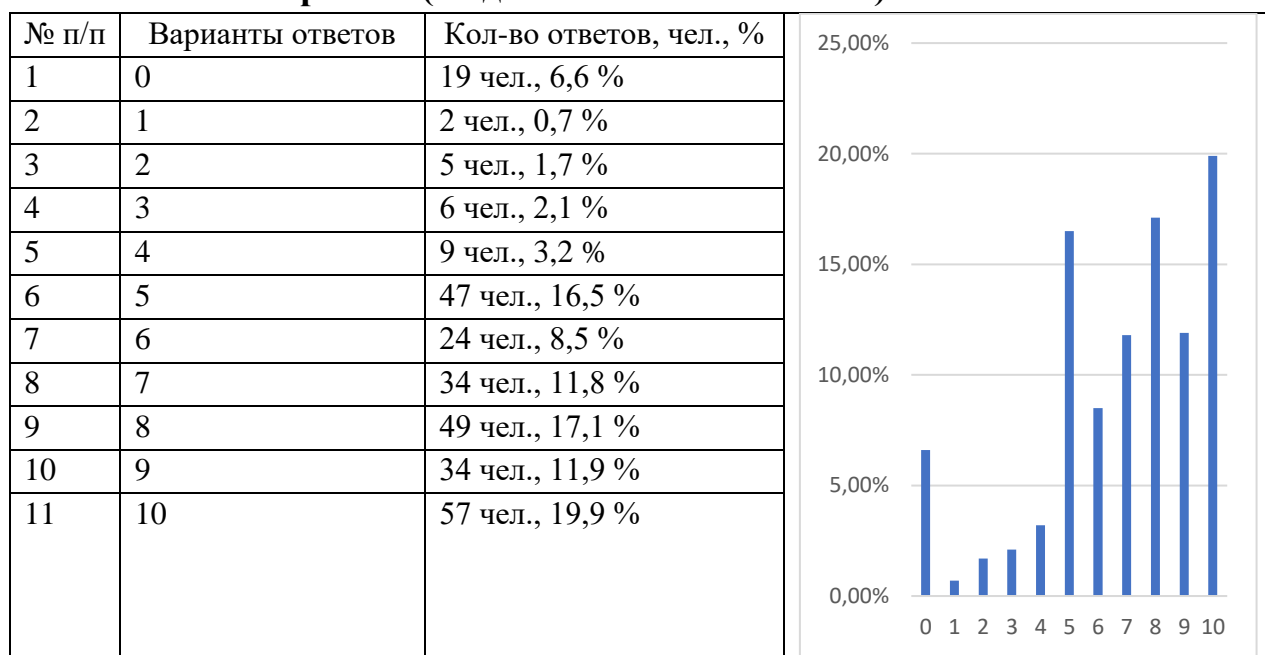 № п/п Варианты ответов Кол-во ответов, чел., %
1 0 19 чел., 6,6 %
2 1 2 чел., 0,7 %
3 2 5 чел., 1,7 %
4 3 6 чел., 2,1 %
5 4 9 чел., 3,2 %
6 5 47 чел., 16,5 %
7 6 24 чел., 8,5 %
8 7 34 чел., 11,8 %
9 8 49 чел., 17,1 %
10 9 34 чел., 11,9 %
11 10 57 чел., 19,9 %
25,00%
20,00%
15,00%
10,00%
5,00%
0,00%
0 1 2 3 4 5 6 7 8 9 10